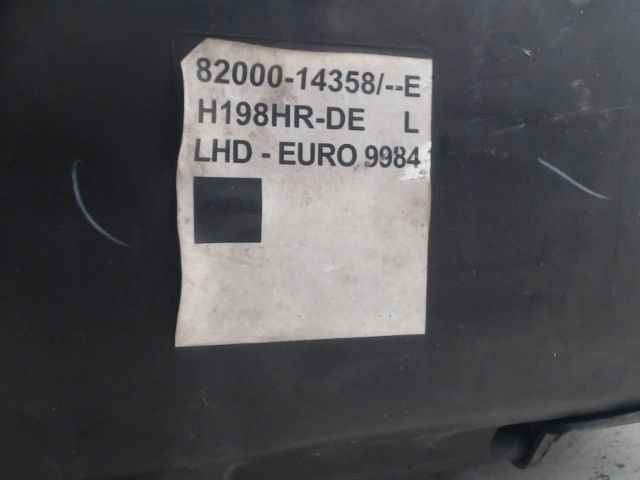 82000-14358/--E
H198HR-DE L
LHD - EURO 9984